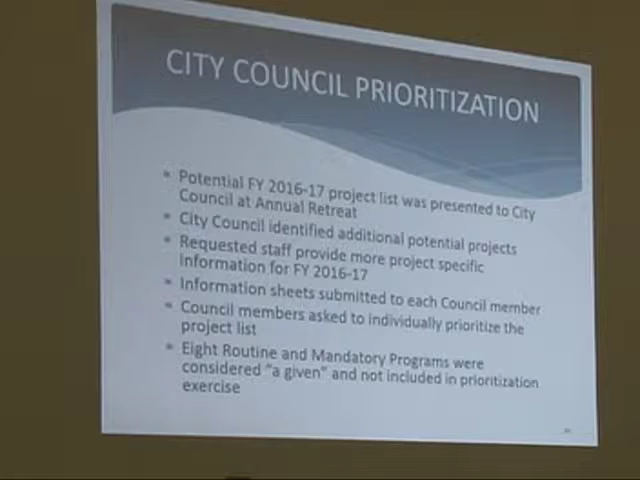 CITY COUNCIL PRIORITIZATION
Potential FY 2016-17 project list was presented to City
Council at Annual Retreat
City Council identified additional potential projects
Requested staff provide more project specific
information for FY 2016-17
Information sheets submitted to each Council member
Council members asked to individually prioritize the
project list
Eight Routine and Mandatory Programs were
considered "a given" and not included in prioritization
exercise